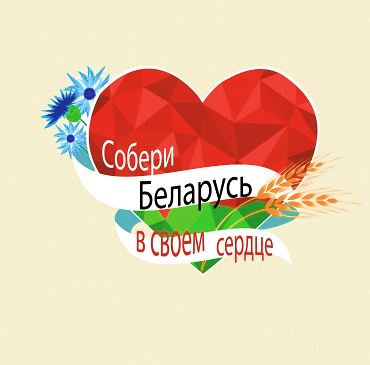 Собери
Беларусь
в своем сердце